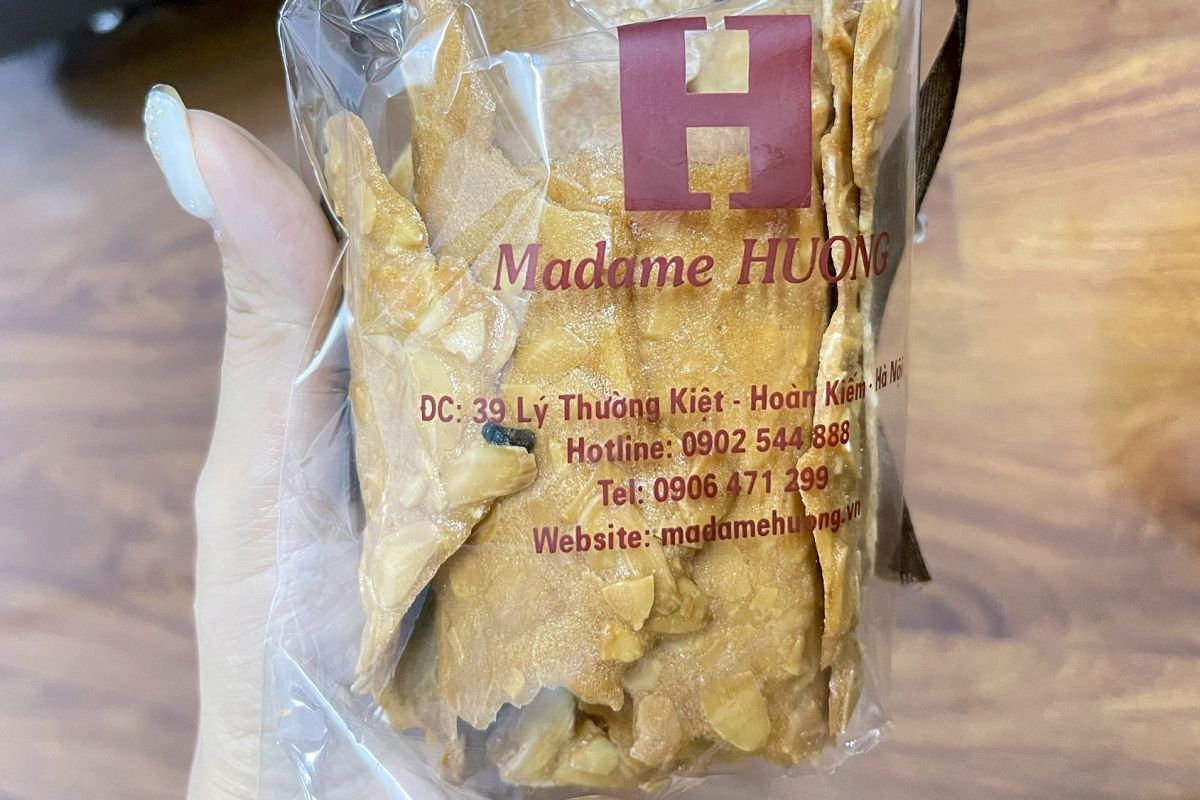 H
Madame HUONG
ĐC: 39 Lý Thường Kiệt - Hoàn Kiếm - Hà Nội
Hotline: 0902 544 888
Tel: 0906 471 299
Website: madamehuong.vn